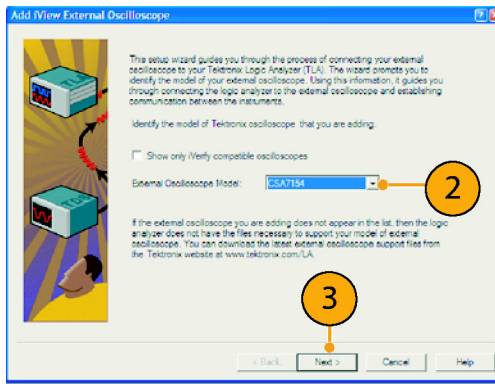 Add iView External Oscilloscope
This setup wizard guides you through the process of connecting your external
oscilloscope to your Tektronix Logic Analyzer (TLA). The wizard prompts you to
identify the model of your external oscilloscope. Using this information, it guides you
through connecting the logic analyzer to the external oscilloscope and establishing
communication between the instruments.
Identify the model of Tektronix oscilloscope that you are adding.
Show only iVerify compatible oscilloscopes
External Oscilloscope Model: CSA7154
2
If the external oscilloscope you are adding does not appear in the list, then the logic
analyzer does not have the files necessary to support your model of external
oscilloscope. You can download the latest external oscilloscope support files from
the Tektronix website at www.tektronix.com/LA.
3
< Back Next > Cancel Help
TLA
TDS